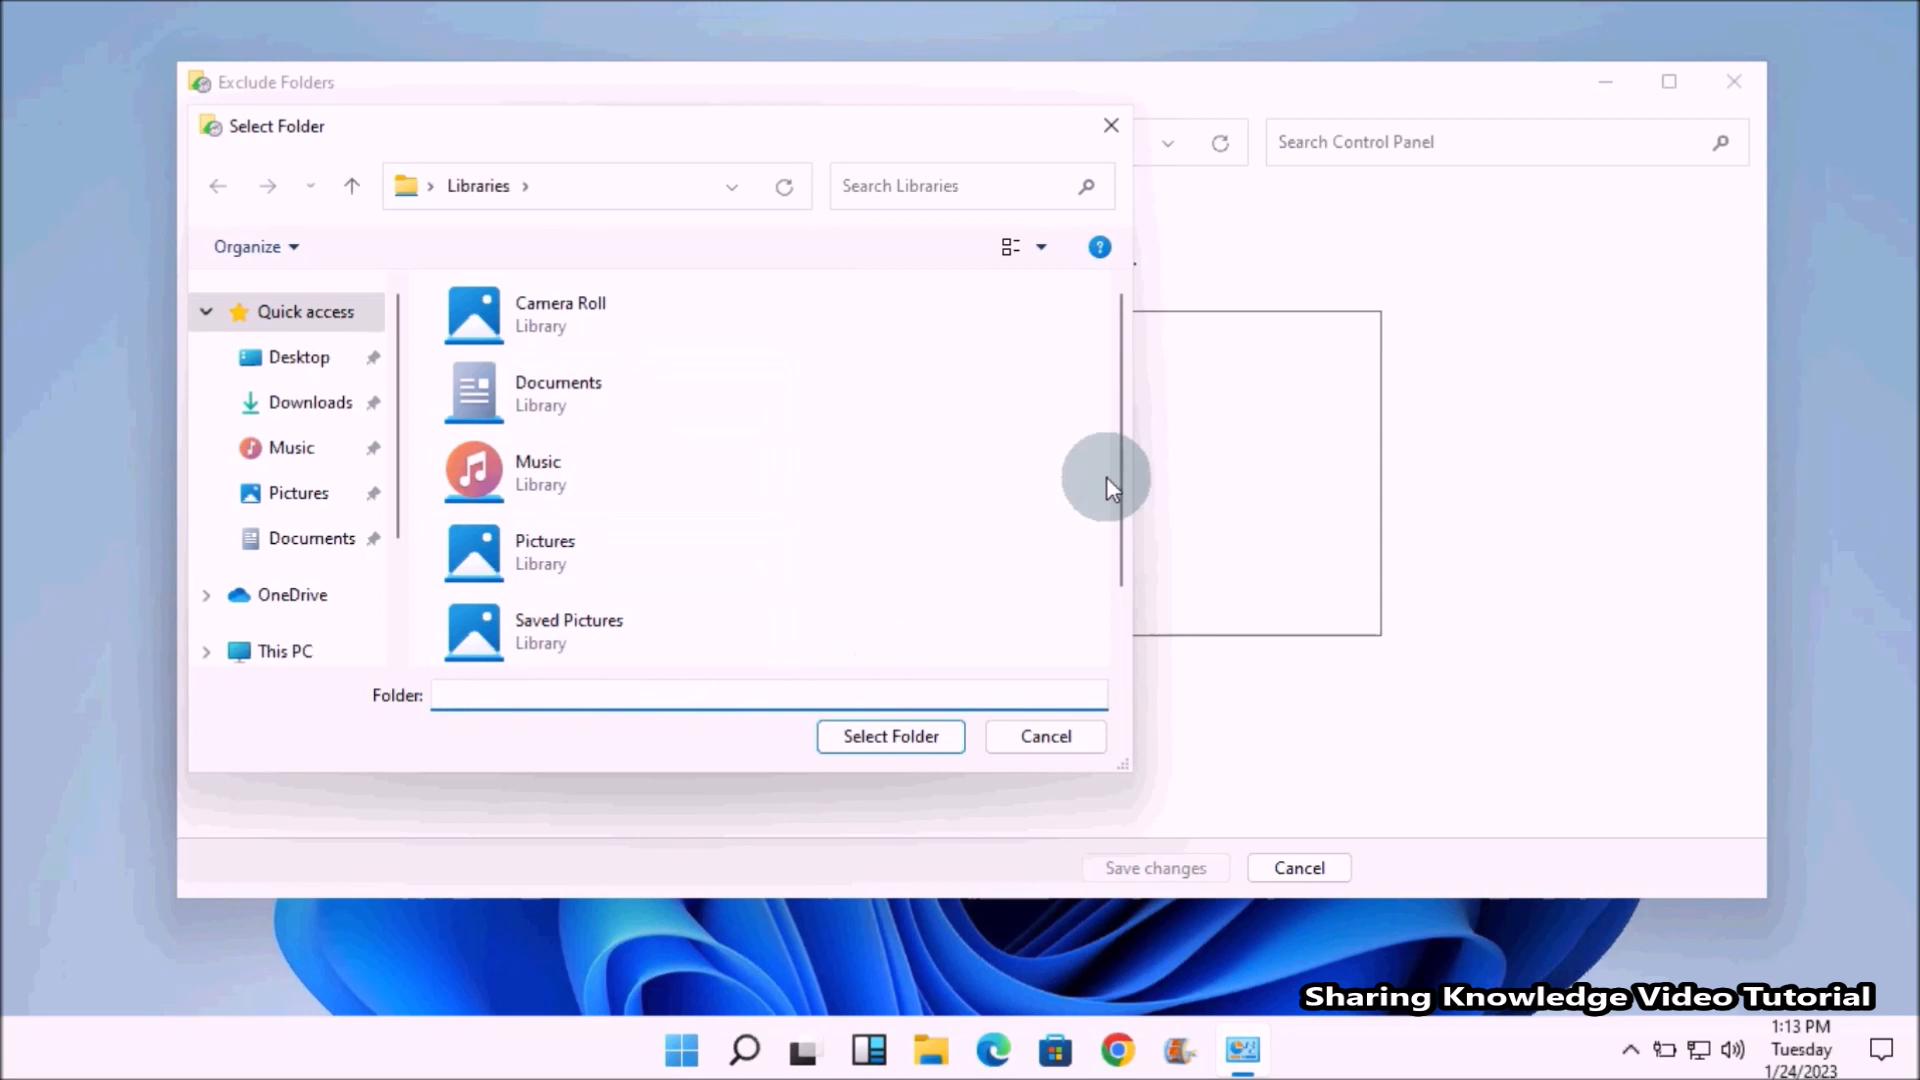 Exclude Folders
Select Folder
Search Control Panel
Libraries
Search Libraries
Organize
?
Quick access
Desktop
Downloads
Music
Pictures
Documents
OneDrive
This PC
Camera Roll
Library
Documents
Library
Music
Library
Pictures
Library
Saved Pictures
Library
Folder:
Select Folder
Cancel
Save changes
Cancel
Sharing Knowledge Video Tutorial
1:13 PM
Tuesday
1/24/2023